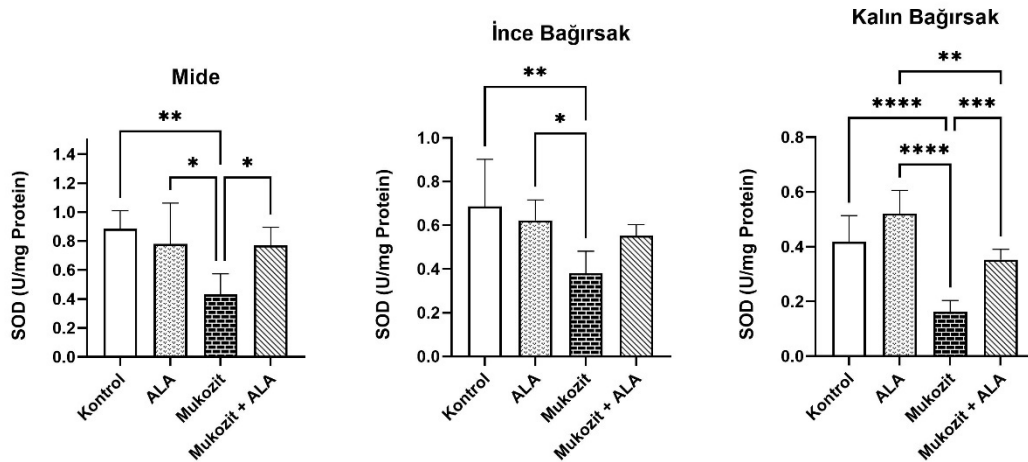 Mide
**
*
*
SOD (U/mg Protein)
1.4
1.2
1.0
0.8
0.6
0.4
0.2
0.0
Kontrol
ALA
Mukozit
Mukozit + ALA
İnce Bağırsak
**
*
SOD (U/mg Protein)
1.0
0.8
0.6
0.4
0.2
0.0
Kontrol
ALA
Mukozit
Mukozit + ALA
Kalın Bağırsak
**
****
***
****
SOD (U/mg Protein)
0.8
0.6
0.4
0.2
0.0
Kontrol
ALA
Mukozit
Mukozit + ALA